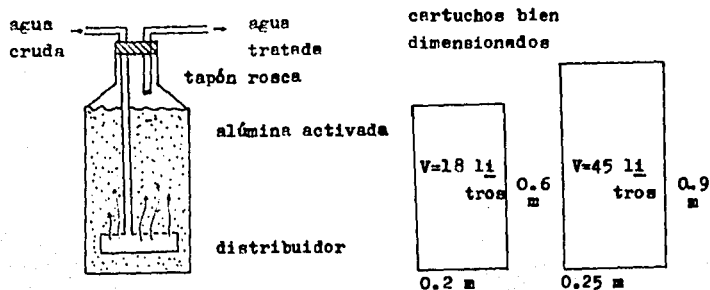 agua
cruda
agua
tratada
tapón rosca
alúmina activada
distribuidor
cartuchos bien
dimensionados
V=18 li
tros
0.6
m
0.2 m
V=45 li
tros
0.9
m
0.25 m